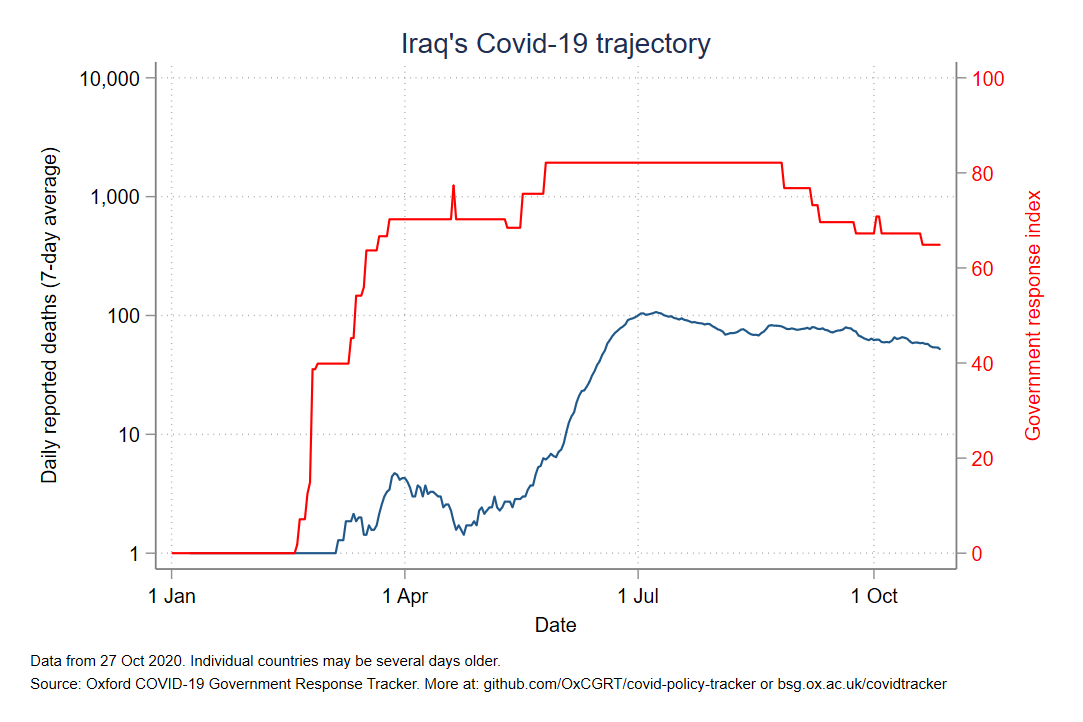 Iraq's Covid-19 trajectory
10,000
1,000
100
10
1
Daily reported deaths (7-day average)
100
80
60
40
20
0
Government response index
1 Jan
1 Apr
1 Jul
1 Oct
Date
Data from 27 Oct 2020. Individual countries may be several days older.
Source: Oxford COVID-19 Government Response Tracker. More at: github.com/OxCGRT/covid-policy-tracker or bsg.ox.ac.uk/covidtracker